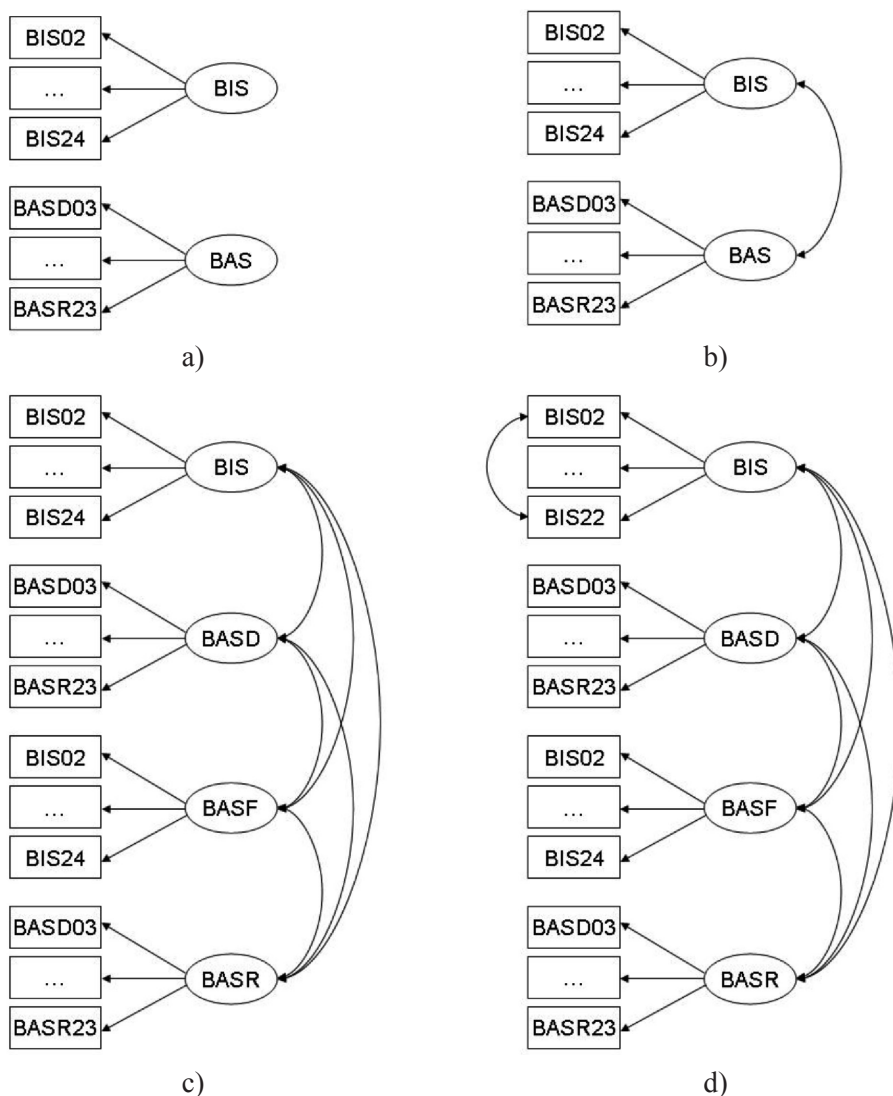 BIS02
...
BIS24
BIS
BASD03
...
BASR23
BAS
a)
BIS02
...
BIS24
BIS
BASD03
...
BASR23
BAS
b)
BIS02
...
BIS24
BIS
BASD03
...
BASR23
BASD
BIS02
...
BIS24
BASF
BASD03
...
BASR23
BASR
c)
BIS02
...
BIS22
BIS
BASD03
...
BASR23
BASD
BIS02
...
BIS24
BASF
BASD03
...
BASR23
BASR
d)